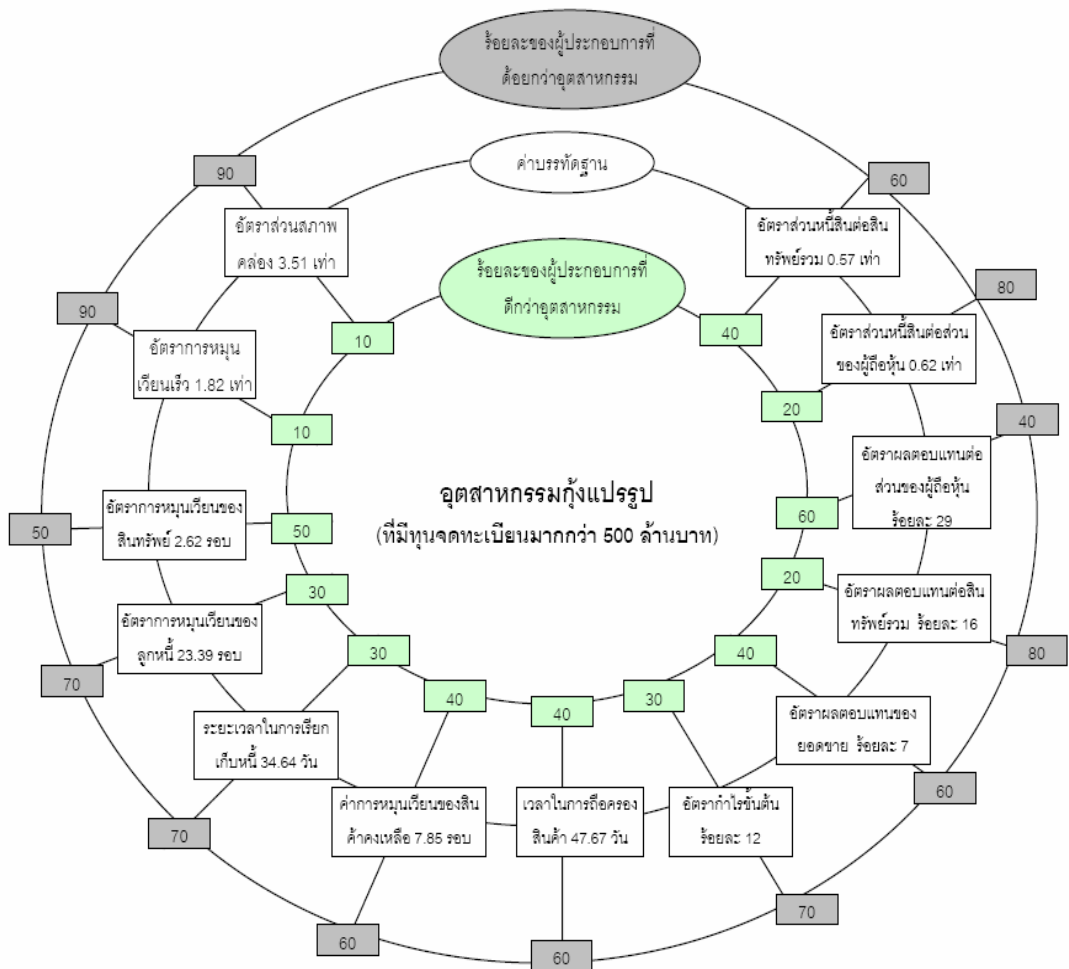 ร้อยละของผู้ประกอบการที่
ด้อยกว่าอุตสาหกรรม
ค่าบรรทัดฐาน
ร้อยละของผู้ประกอบการที่
ดีกว่าอุตสาหกรรม
90
60
อัตราส่วนสภาพ
คล่อง 3.51 เท่า
อัตราส่วนหนี้สินต่อสิน
ทรัพย์รวม 0.57 เท่า
10
40
90
80
อัตราการหมุน
เวียนเร็ว 1.82 เท่า
อัตราส่วนหนี้สินต่อส่วน
ของผู้ถือหุ้น 0.62 เท่า
10
20
40
อัตราผลตอบแทนต่อ
ส่วนของผู้ถือหุ้น
ร้อยละ 29
60
อุตสาหกรรมกุ้งแปรรูป
(ที่มีทุนจดทะเบียนมากกว่า 500 ล้านบาท)
50
อัตราการหมุนเวียนของ
สินทรัพย์ 2.62 รอบ
50
20
อัตราผลตอบแทนต่อสิน
ทรัพย์รวม ร้อยละ 16
80
30
อัตราการหมุนเวียนของ
ลูกหนี้ 23.39 รอบ
70
30
40
ระยะเวลาในการเรียก
เก็บหนี้ 34.64 วัน
70
อัตราผลตอบแทนของ
ยอดขาย ร้อยละ 7
60
40
40
30
ค่าการหมุนเวียนของสิน
ค้าคงเหลือ 7.85 รอบ
เวลาในการถือครอง
สินค้า 47.67 วัน
อัตรากำไรขั้นต้น
ร้อยละ 12
60
60
70